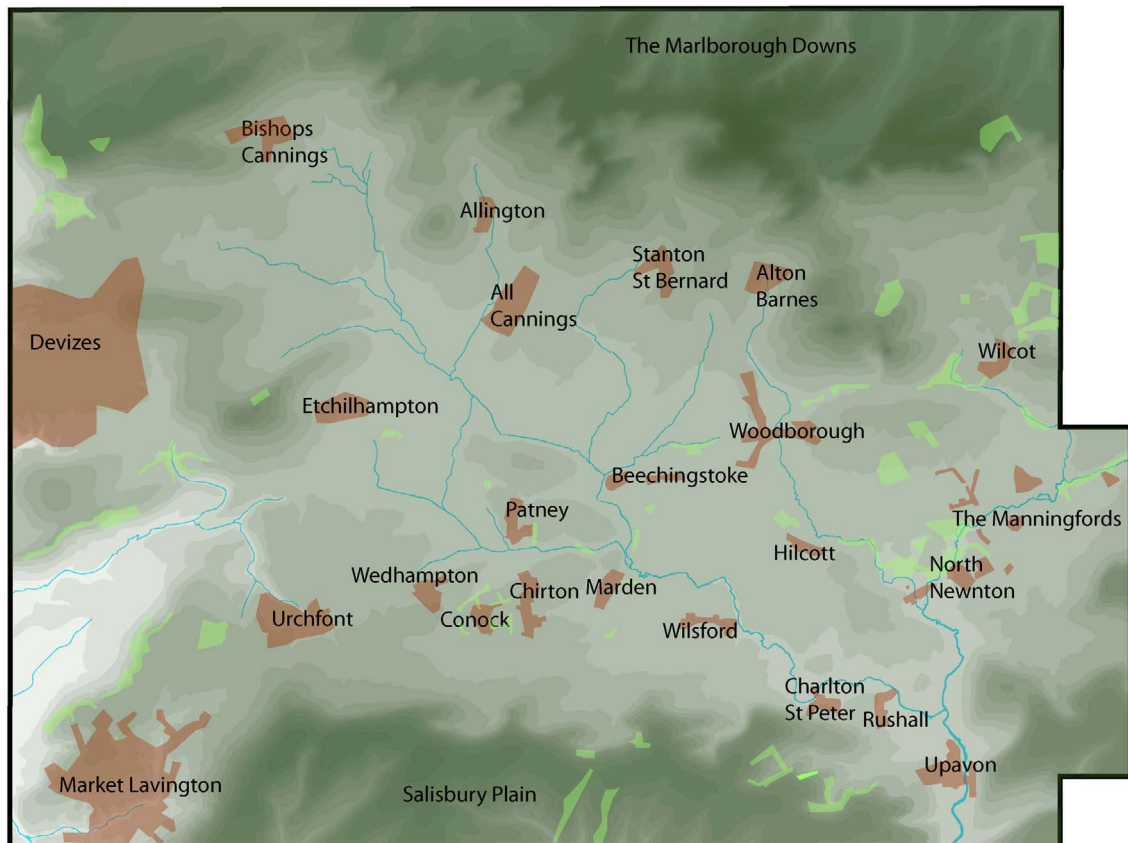 The Marlborough Downs
Bishops
Cannings
Allington
Stanton
St Bernard
Alton
Barnes
All
Cannings
Devizes
Wilcot
Etchilhampton
Woodborough
Beechingstoke
Patney
The Manningfords
Hilcott
North
Newnton
Wedhampton
Chirton
Marden
Urchfont
Conock
Wilsford
Charlton
St Peter
Rushall
Upavon
Market Lavington
Salisbury Plain